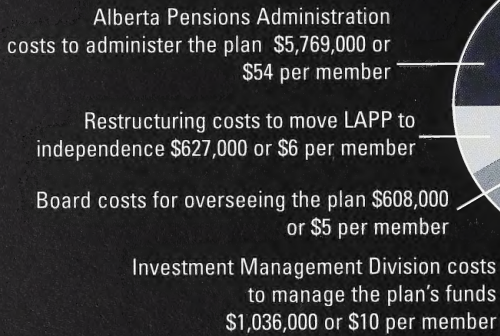 Alberta Pensions Administration
costs to administer the plan $5,769,000 or
$54 per member
Restructuring costs to move LAPP to
independence $627,000 or $6 per member
Board costs for overseeing the plan $608,000
or $5 per member
Investment Management Division costs
to manage the plan's funds
$1,036,000 or $10 per member